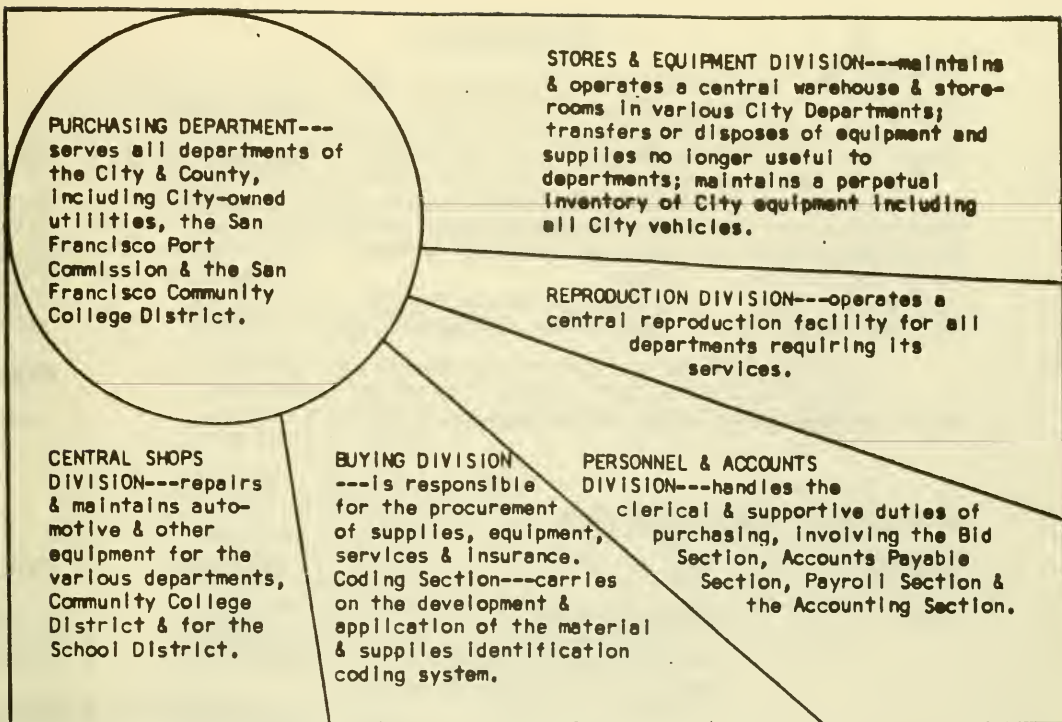 PURCHASING DEPARTMENT---
serves all departments of
the City & County,
including City-owned
utilities, the San
Francisco Port
Commission & the San
Francisco Community
College District.
STORES & EQUIPMENT DIVISION---maintains
& operates a central warehouse & store-
rooms in various City Departments;
transfers or disposes of equipment and
supplies no longer useful to
departments; maintains a perpetual
inventory of City equipment including
all City vehicles.
REPRODUCTION DIVISION---operates a
central reproduction facility for all
departments requiring its
services.
CENTRAL SHOPS
DIVISION---repairs
& maintains auto-
motive & other
equipment for the
various departments,
Community College
District & for the
School District.
BUYING DIVISION
---is responsible
for the procurement
of supplies, equipment,
services & insurance.
Coding Section---carries
on the development &
application of the material
& supplies identification
coding system.
PERSONNEL & ACCOUNTS
DIVISION---handles the
clerical & supportive duties of
purchasing, involving the Bid
Section, Accounts Payable
Section, Payroll Section &
the Accounting Section.